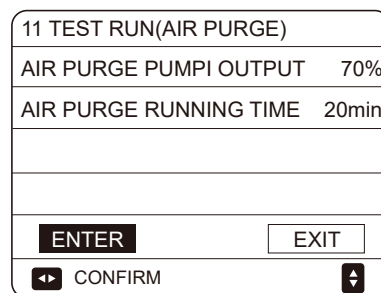 11 TEST RUN(AIR PURGE)
AIR PURGE PUMPI OUTPUT 70%
AIR PURGE RUNNING TIME 20min
ENTER EXIT
CONFIRM